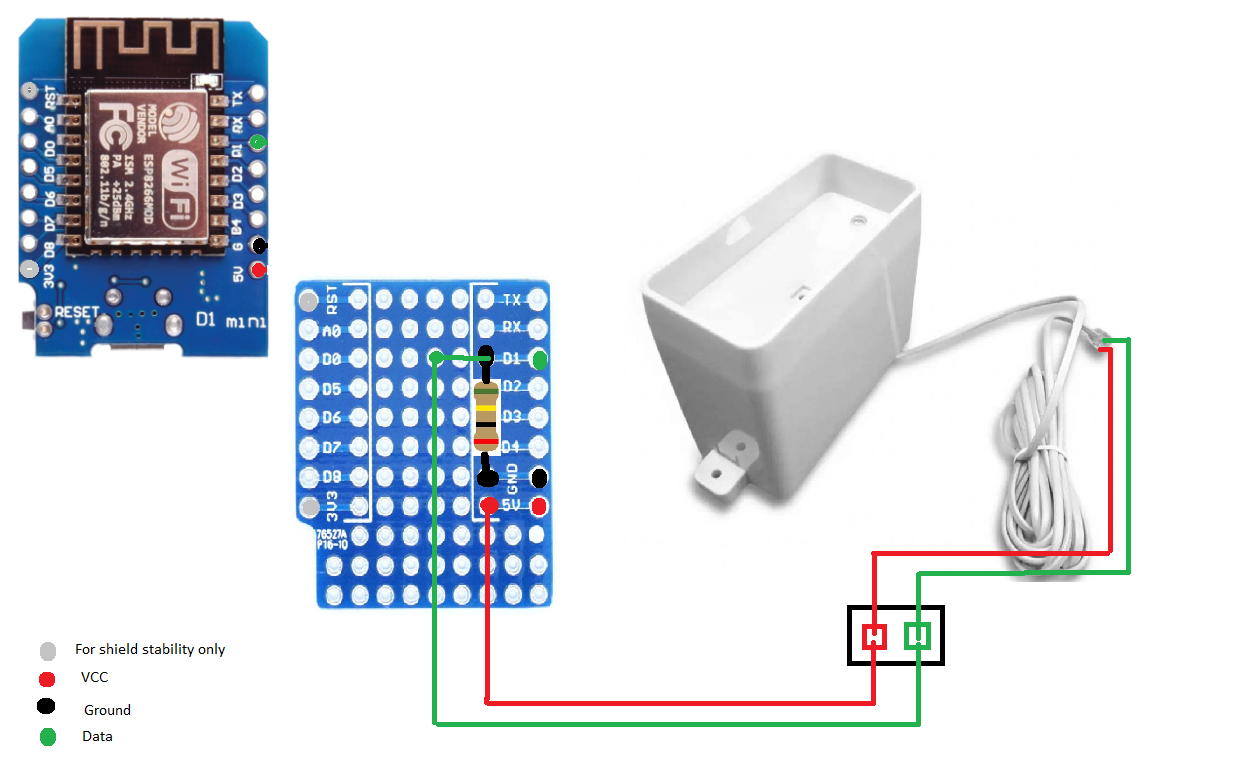 RST
A0
D0
D5
D6
D7
D8
3V3
TX
RX
D1
D2
D3
D4
G
5V
MODEL
VENDOR
ESP8266MOD
WiFi
FC
ISM 2.4GHz
PA +25dBm
802.11b/g/n
RESET
D1 mini
RST
TX
A0
RX
D0
D1
D5
D2
D6
D3
D7
D4
D8
GND
3V3
5V
76527A
P16-10
For shield stability only
VCC
Ground
Data